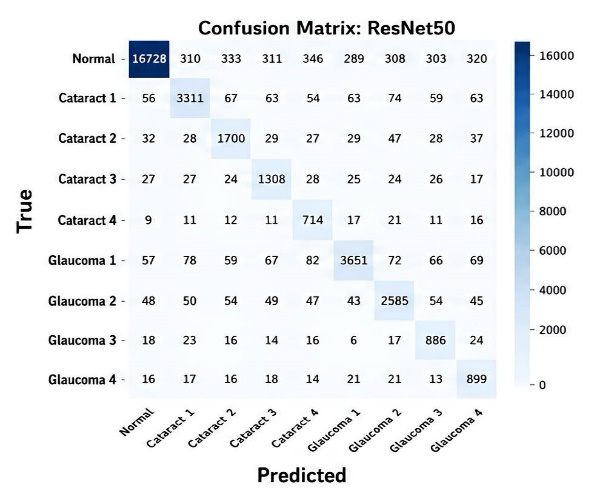 Confusion Matrix: ResNet50
Normal 16728 310 333 311 346 289 308 303 320
Cataract 1 56 3311 67 63 54 63 74 59 63
Cataract 2 32 28 1700 29 27 29 47 28 37
Cataract 3 27 27 24 1308 28 25 24 26 17
Cataract 4 9 11 12 11 714 17 21 11 16
Glaucoma 1 57 78 59 67 82 3651 72 66 69
Glaucoma 2 48 50 54 49 47 43 2585 54 45
Glaucoma 3 18 23 16 14 16 6 17 886 24
Glaucoma 4 16 17 16 18 14 21 21 13 899
True
Normal Cataract 1 Cataract 2 Cataract 3 Cataract 4 Glaucoma 1 Glaucoma 2 Glaucoma 3 Glaucoma 4
Predicted
16000
14000
12000
10000
8000
6000
4000
2000
0